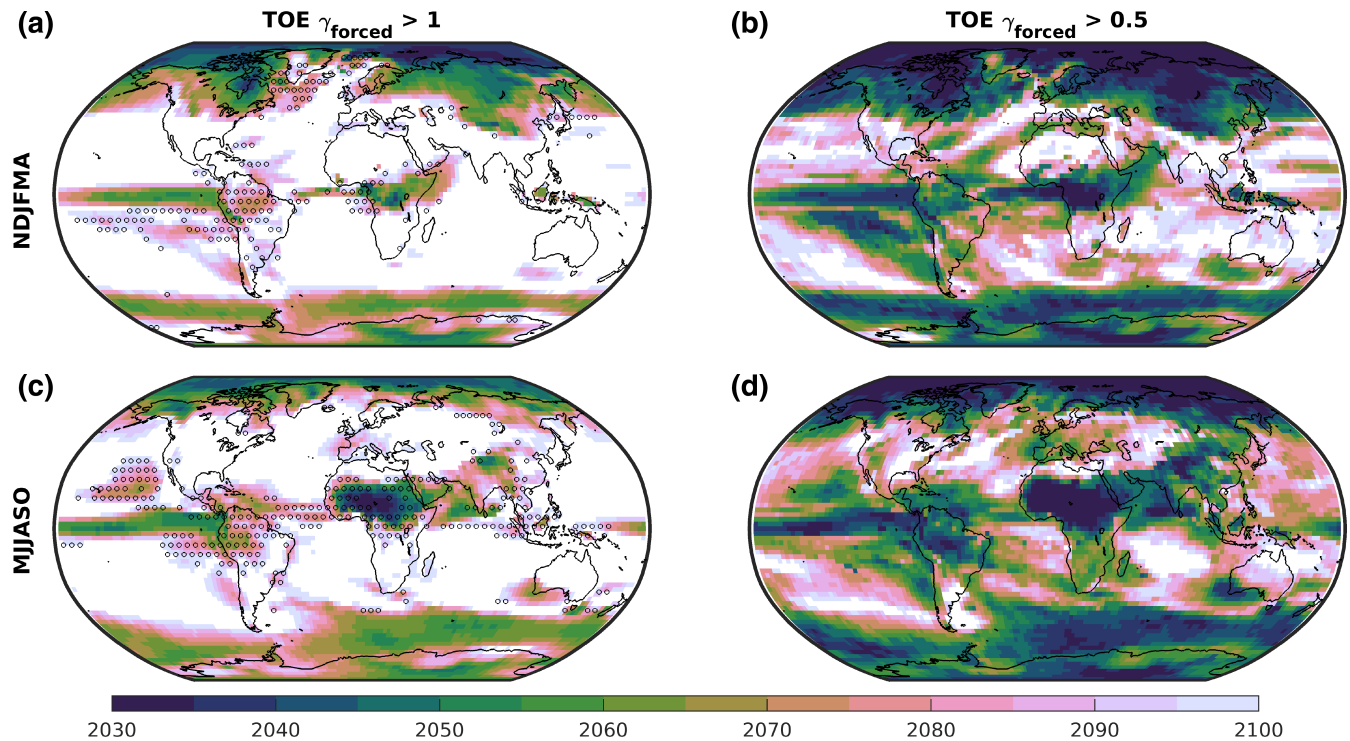 (a) TOE γforced > 1
(b) TOE γforced > 0.5
NDJFMA
(c)
(d)
MJJASO
2030 2040 2050 2060 2070 2080 2090 2100